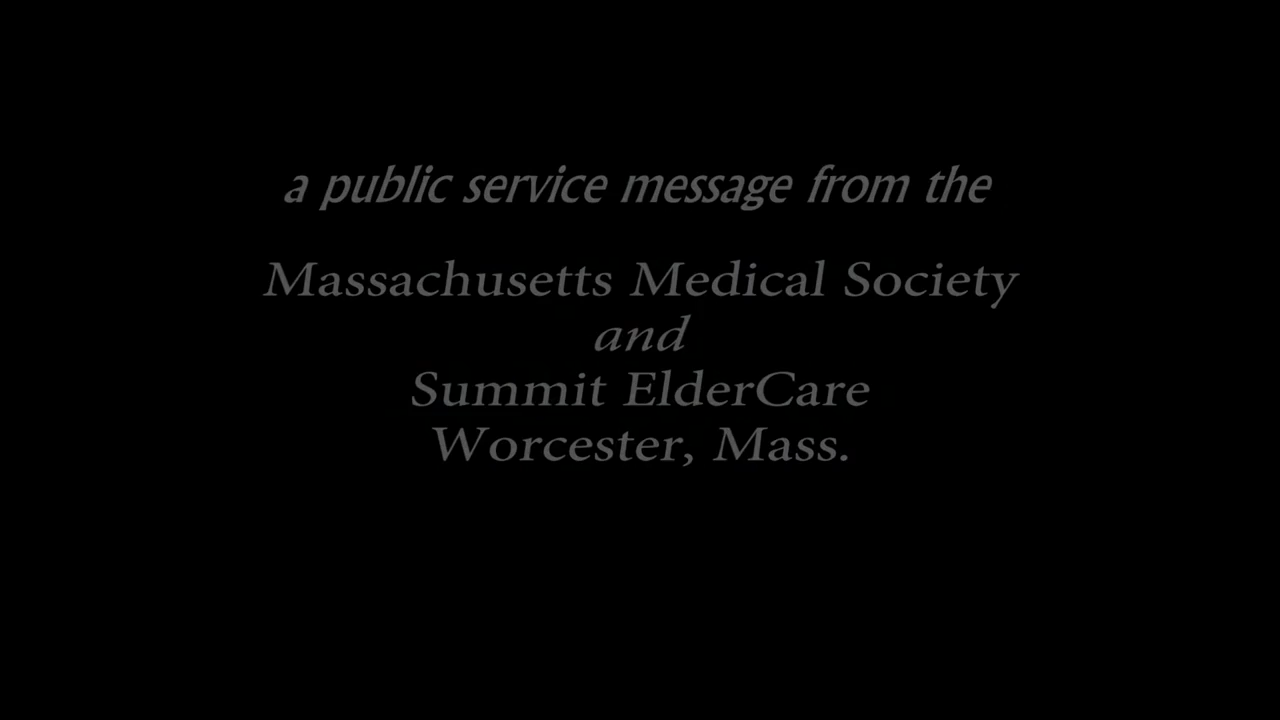 a public service message from the
Massachusetts Medical Society
and
Summit ElderCare
Worcester, Mass.